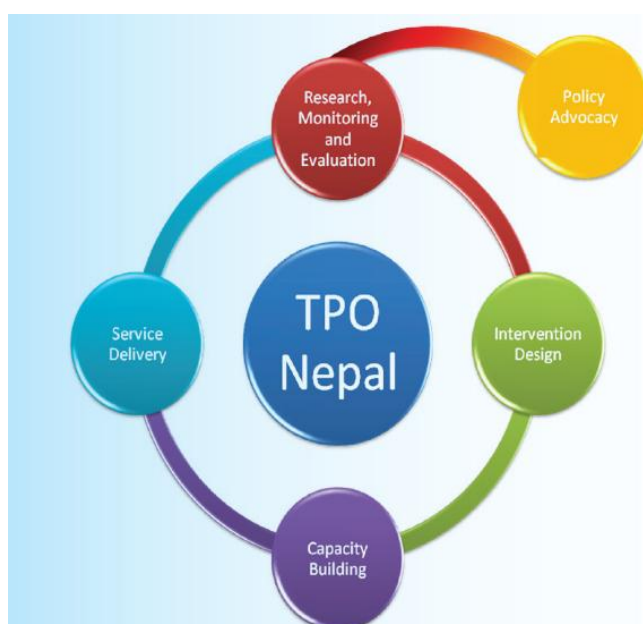 Research,
Monitoring
and
Evaluation
Policy
Advocacy
Service
Delivery
TPO
Nepal
Intervention
Design
Capacity
Building